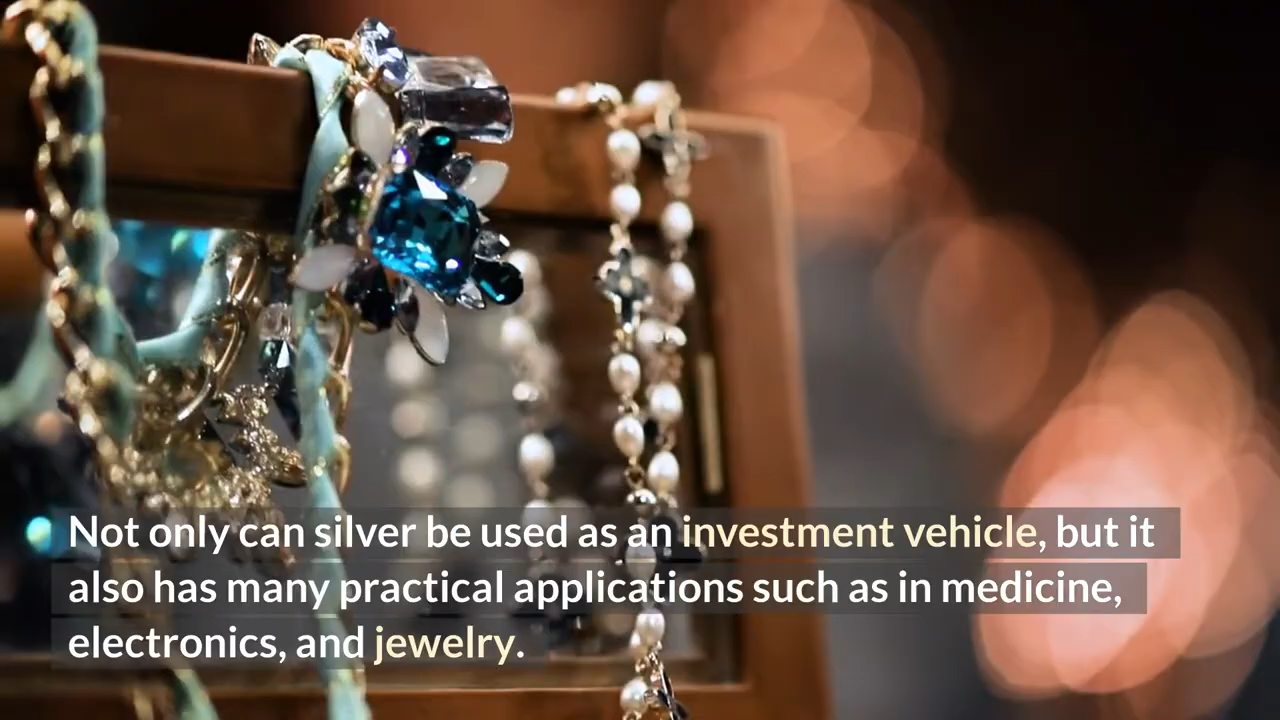 Not only can silver be used as an investment vehicle, but it
also has many practical applications such as in medicine,
electronics, and jewelry.